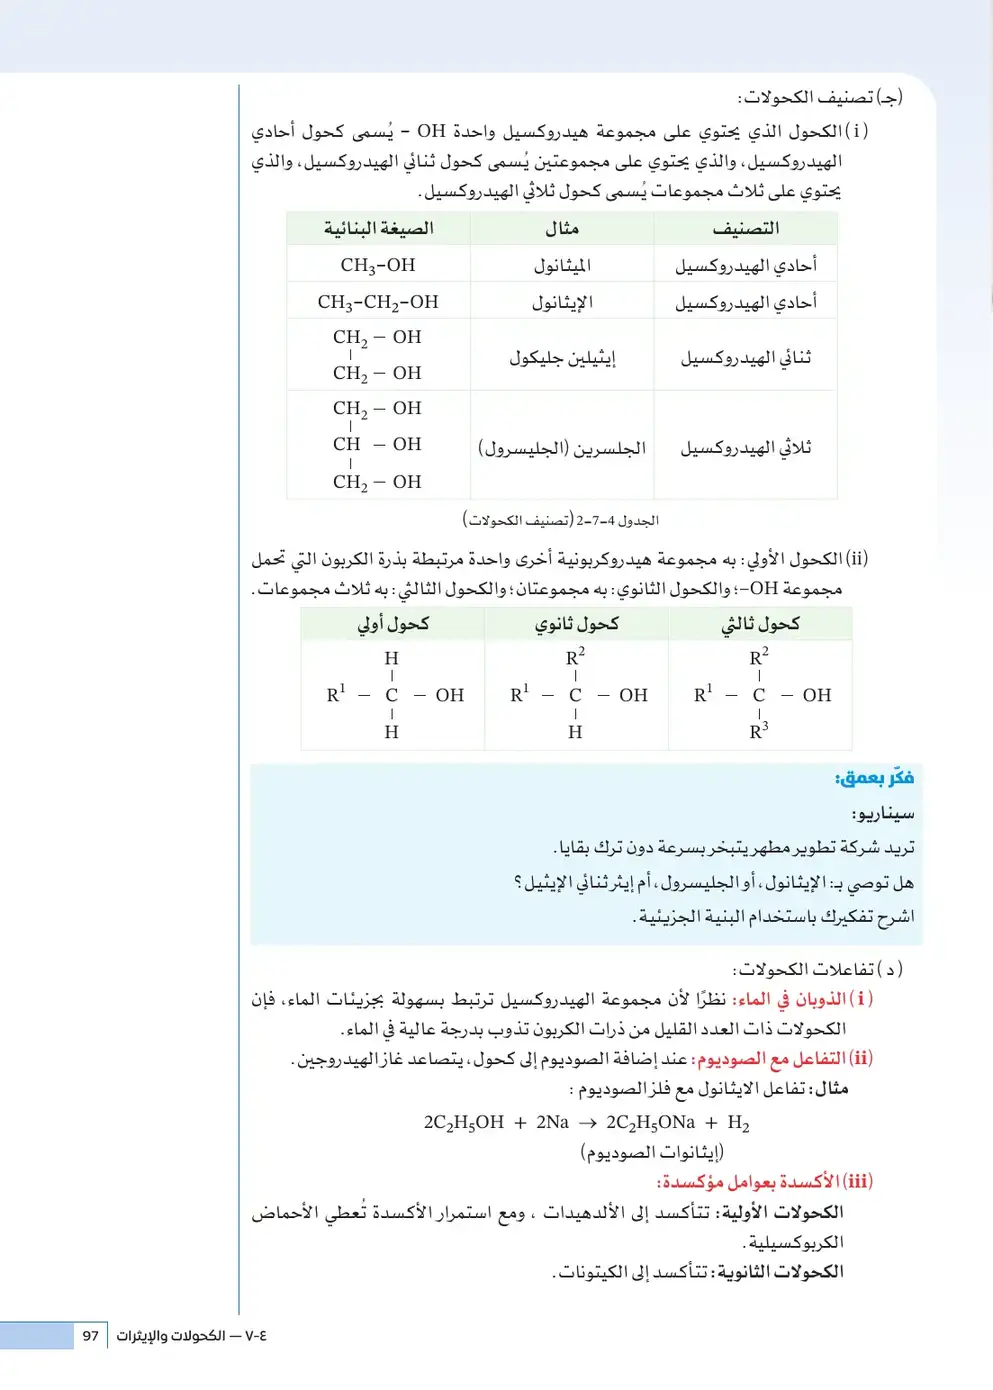 (جـ) تصنيف الكحولات:
(i) الكحول الذي يحتوي على مجموعة هيدروكسيل واحدة OH – يُسمى كحول أحادي
الهيدروكسيل، والذي يحتوي على مجموعتين يُسمى كحول ثنائي الهيدروكسيل، والذي
يحتوي على ثلاث مجموعات يُسمى كحول ثلاثي الهيدروكسيل.
التصنيف مثال الصيغة البنائية
أحادي الهيدروكسيل الميثانول CH₃–OH
أحادي الهيدروكسيل الإيثانول CH₃–CH₂–OH
ثنائي الهيدروكسيل إيثيلين جليكول
CH₂ — OH
|
CH₂ — OH
ثلاثي الهيدروكسيل الجلسرين (الجليسرول)
CH₂ — OH
|
CH — OH
|
CH₂ — OH
الجدول 4–7–2 (تصنيف الكحولات)
(ii) الكحول الأولي: به مجموعة هيدروكربونية أخرى واحدة مرتبطة بذرة الكربون التي تحمل
مجموعة OH–؛ والكحول الثانوي: به مجموعتان؛ والكحول الثالثي: به ثلاث مجموعات.
كحول ثالثي كحول ثانوي كحول أولي
R² R² H
| | |
R¹ — C — OH R¹ — C — OH R¹ — C — OH
| | |
R³ H H
فكّر بعمق:
سيناريو:
تريد شركة تطوير مطهر يتبخر بسرعة دون ترك بقايا.
هل توصي بـ: الإيثانول، أو الجليسرول، أم إيثر ثنائي الإيثيل؟
اشرح تفكيرك باستخدام البنية الجزيئية.
(د) تفاعلات الكحولات:
(i) الذوبان في الماء: نظرًا لأن مجموعة الهيدروكسيل ترتبط بسهولة بجزيئات الماء، فإن
الكحولات ذات العدد القليل من ذرات الكربون تذوب بدرجة عالية في الماء.
(ii) التفاعل مع الصوديوم: عند إضافة الصوديوم إلى كحول، يتصاعد غاز الهيدروجين.
مثال: تفاعل الايثانول مع فلز الصوديوم :
2C₂H₅OH + 2Na → 2C₂H₅ONa + H₂
(إيثانوات الصوديوم)
(iii) الأكسدة بعوامل مؤكسدة:
الكحولات الأولية: تتأكسد إلى الألدهيدات ، ومع استمرار الأكسدة تُعطي الأحماض
الكربوكسيلية.
الكحولات الثانوية: تتأكسد إلى الكيتونات.
٤-٧ — الكحولات والإيثرات 97